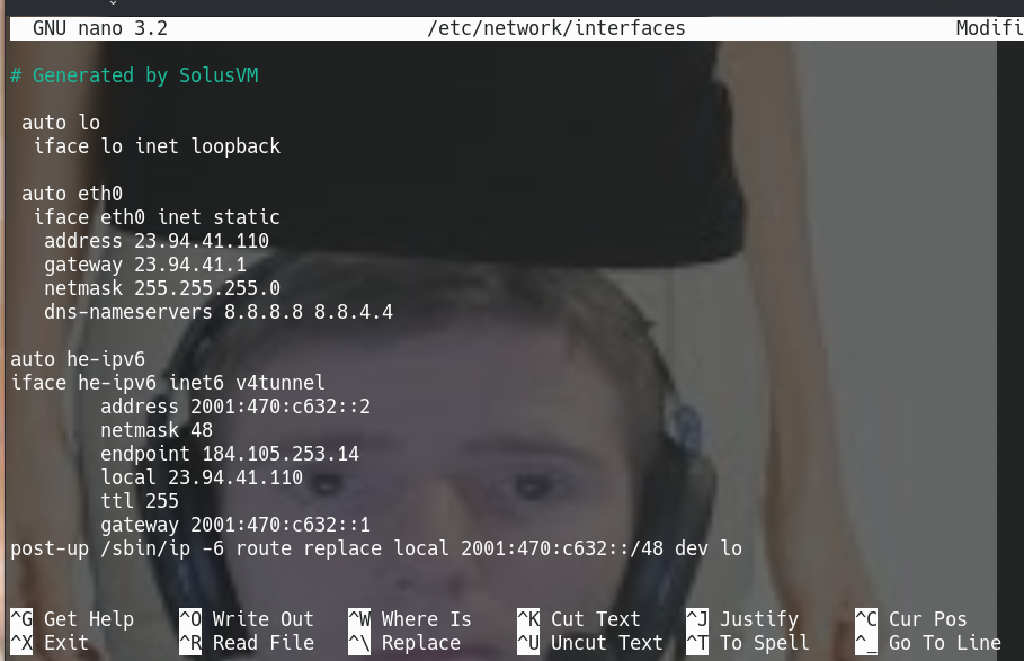 GNU nano 3.2 /etc/network/interfaces Modifi
# Generated by SolusVM
auto lo
iface lo inet loopback
auto eth0
iface eth0 inet static
address 23.94.41.110
gateway 23.94.41.1
netmask 255.255.255.0
dns-nameservers 8.8.8.8 8.8.4.4
auto he-ipv6
iface he-ipv6 inet6 v4tunnel
address 2001:470:c632::2
netmask 48
endpoint 184.105.253.14
local 23.94.41.110
ttl 255
gateway 2001:470:c632::1
post-up /sbin/ip -6 route replace local 2001:470:c632::/48 dev lo
^G Get Help ^O Write Out ^W Where Is ^K Cut Text ^J Justify ^C Cur Pos
^X Exit ^R Read File ^\ Replace ^U Uncut Text ^T To Spell ^_ Go To Line